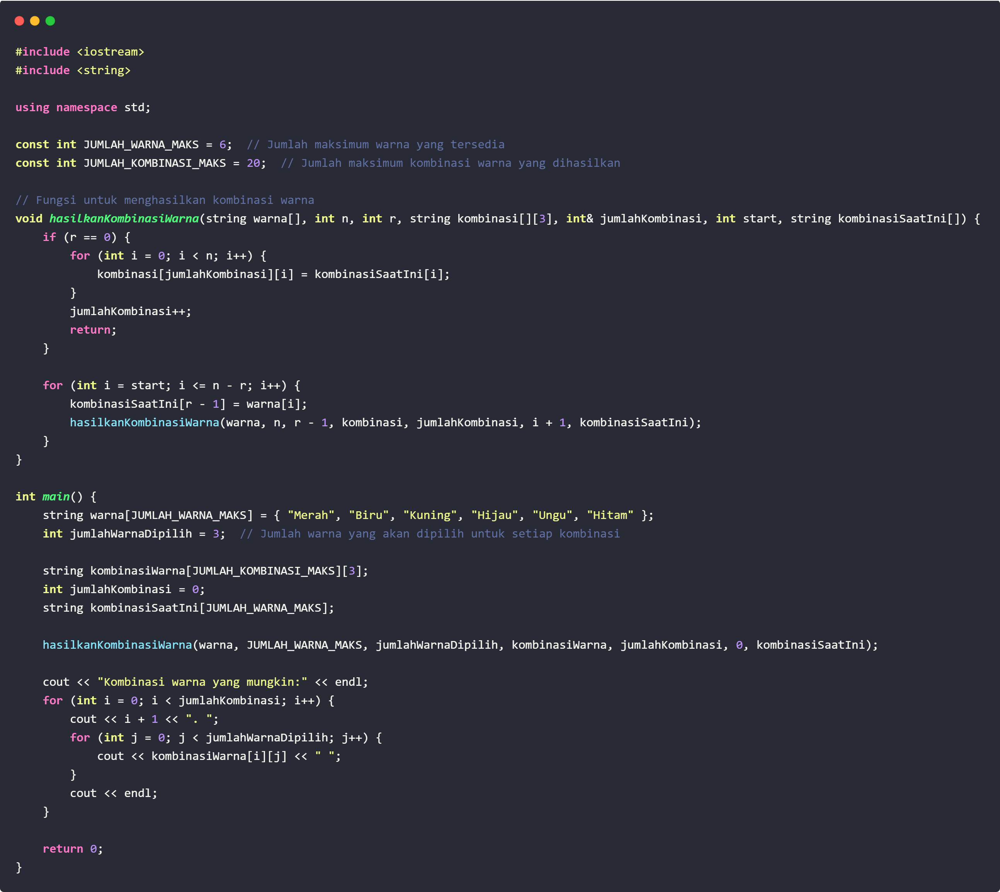 #include <iostream>
#include <string>

using namespace std;

const int JUMLAH_WARNA_MAKS = 6;  // Jumlah maksimum warna yang tersedia
const int JUMLAH_KOMBINASI_MAKS = 20;  // Jumlah maksimum kombinasi warna yang dihasilkan

// Fungsi untuk menghasilkan kombinasi warna
void hasilkanKombinasiWarna(string warna[], int n, int r, string kombinasi[][3], int& jumlahKombinasi, int start, string kombinasiSaatIni[]) {
    if (r == 0) {
        for (int i = 0; i < n; i++) {
            kombinasi[jumlahKombinasi][i] = kombinasiSaatIni[i];
        }
        jumlahKombinasi++;
        return;
    }

    for (int i = start; i <= n - r; i++) {
        kombinasiSaatIni[r - 1] = warna[i];
        hasilkanKombinasiWarna(warna, n, r - 1, kombinasi, jumlahKombinasi, i + 1, kombinasiSaatIni);
    }
}

int main() {
    string warna[JUMLAH_WARNA_MAKS] = { "Merah", "Biru", "Kuning", "Hijau", "Ungu", "Hitam" };
    int jumlahWarnaDipilih = 3;  // Jumlah warna yang akan dipilih untuk setiap kombinasi

    string kombinasiWarna[JUMLAH_KOMBINASI_MAKS][3];
    int jumlahKombinasi = 0;
    string kombinasiSaatIni[JUMLAH_WARNA_MAKS];

    hasilkanKombinasiWarna(warna, JUMLAH_WARNA_MAKS, jumlahWarnaDipilih, kombinasiWarna, jumlahKombinasi, 0, kombinasiSaatIni);

    cout << "Kombinasi warna yang mungkin:" << endl;
    for (int i = 0; i < jumlahKombinasi; i++) {
        cout << i + 1 << ". ";
        for (int j = 0; j < jumlahWarnaDipilih; j++) {
            cout << kombinasiWarna[i][j] << " ";
        }
        cout << endl;
    }

    return 0;
}